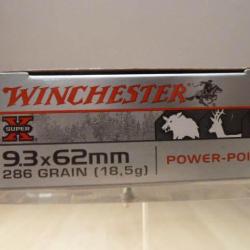 WINCHESTER
X
SUPER
9.3x62mm
286 GRAIN (18,5g)
POWER-POI